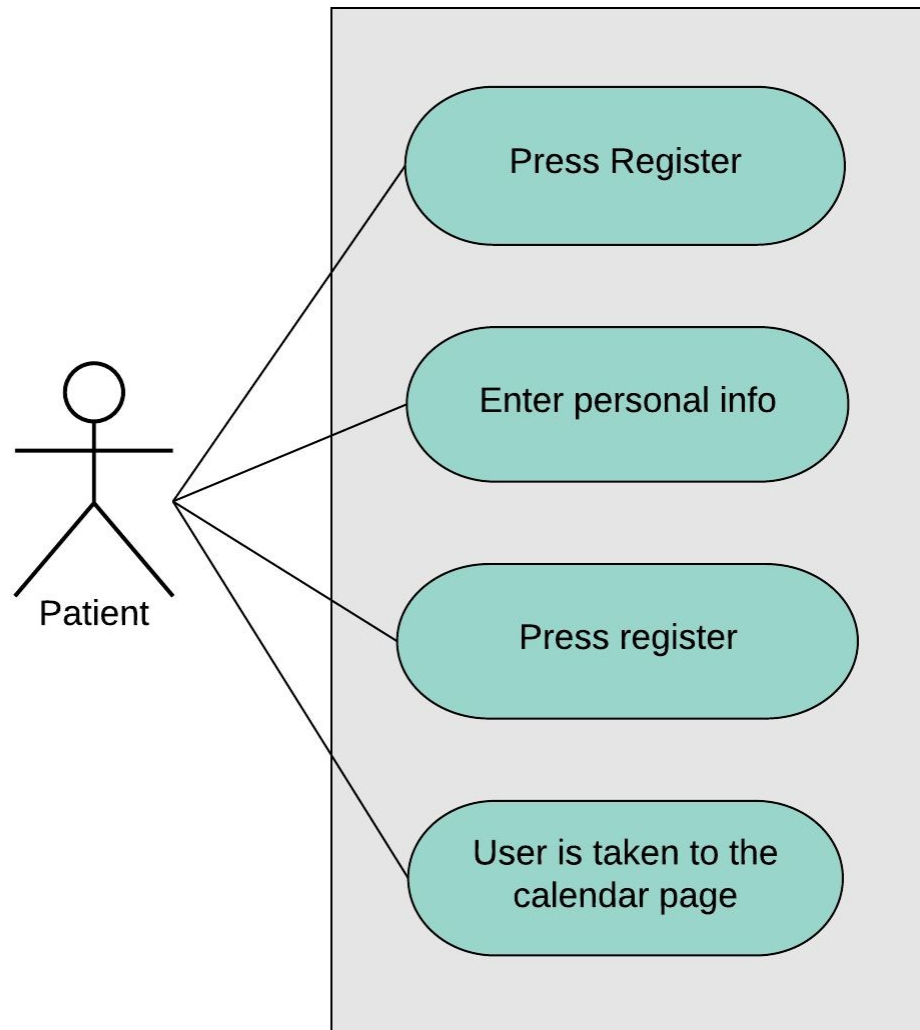 Press Register
Enter personal info
Patient
Press register
User is taken to the
calendar page